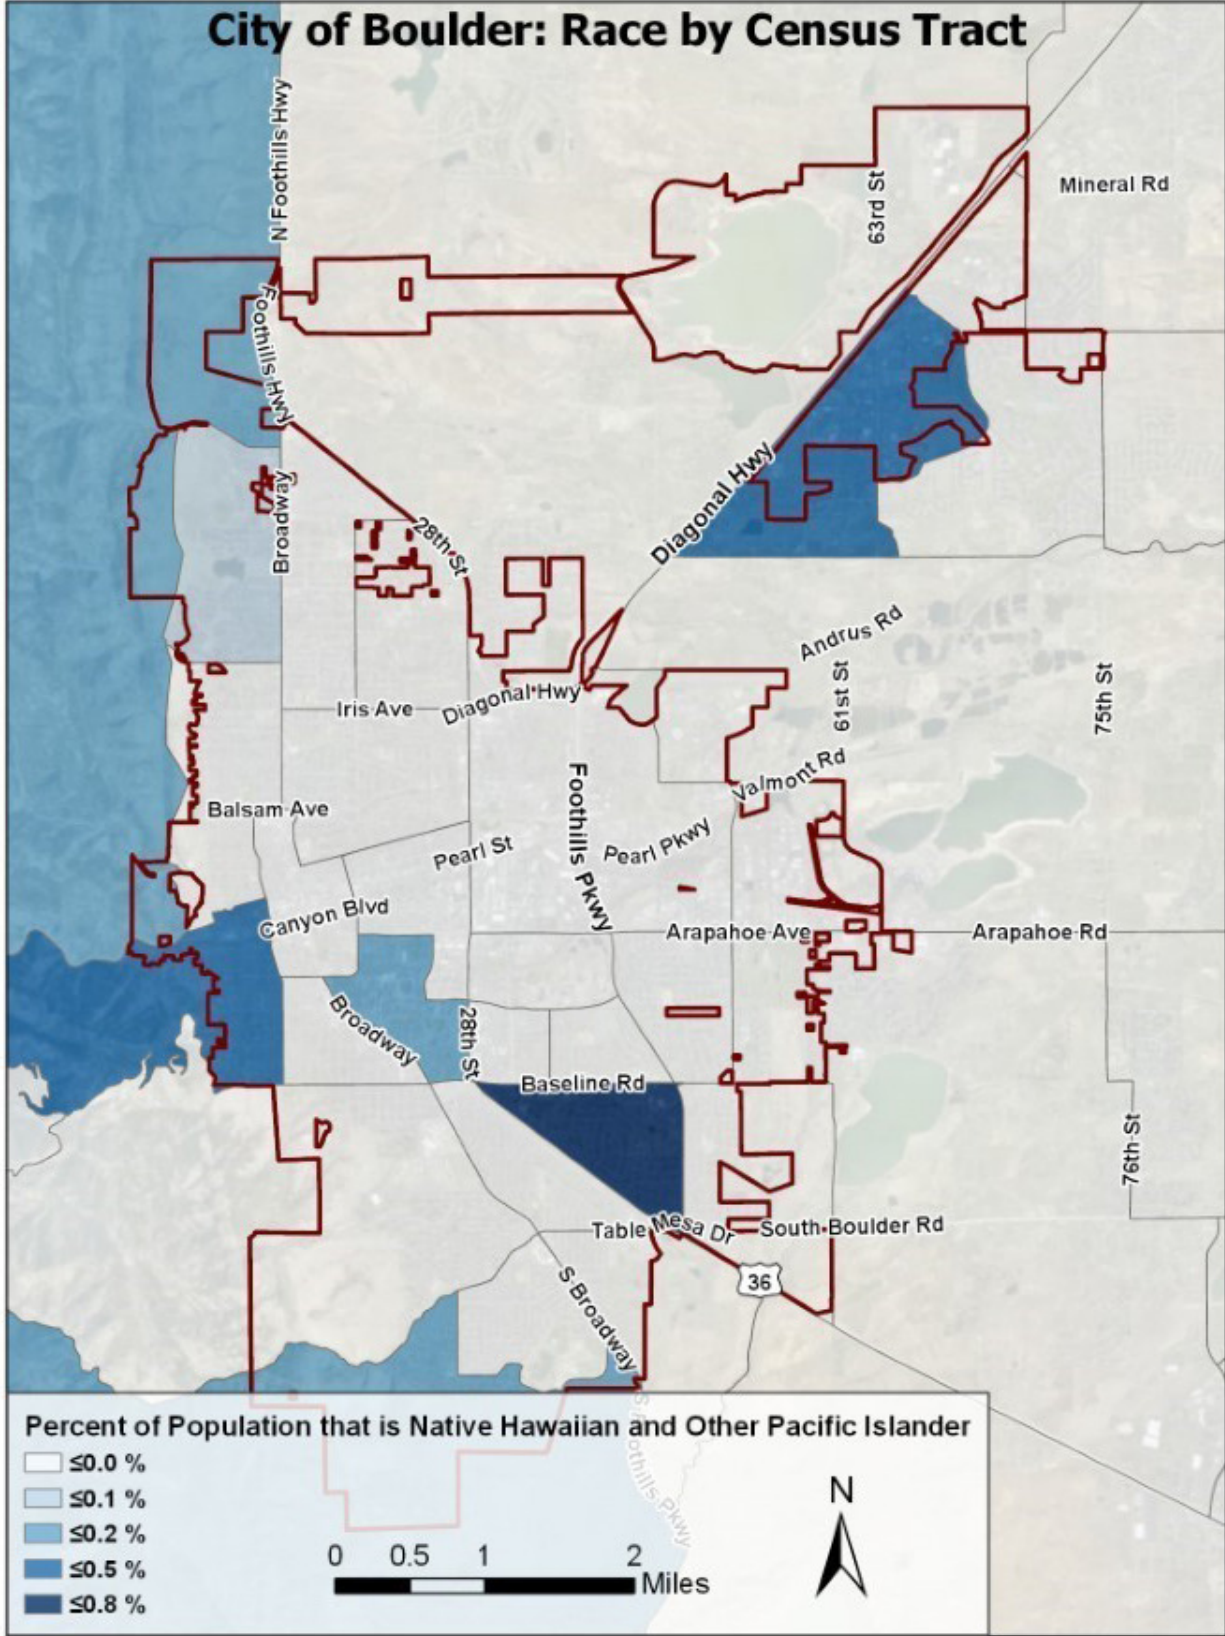 City of Boulder: Race by Census Tract
N Foothills Hwy
63rd St
Mineral Rd
Foothills Hwy
Broadway
28th St
Diagonal Hwy
Andrus Rd
61st St
75th St
Iris Ave
Diagonal Hwy
Valmont Rd
Foothills Pkwy
Balsam Ave
Pearl St
Pearl Pkwy
Canyon Blvd
Arapahoe Ave
Arapahoe Rd
Broadway
28th St
Baseline Rd
76th St
Table Mesa Dr
South Boulder Rd
36
S Broadway
S Foothills Pkwy
Percent of Population that is Native Hawaiian and Other Pacific Islander
≤0.0 %
≤0.1 %
≤0.2 %
≤0.5 %
≤0.8 %
0 0.5 1 2
Miles
N